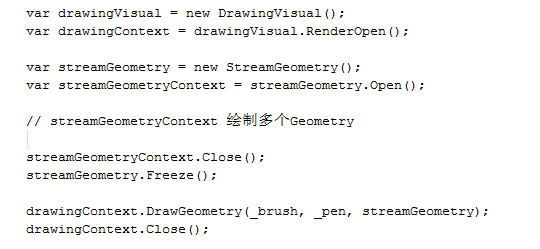 var drawingVisual = new DrawingVisual();
var drawingContext = drawingVisual.RenderOpen();
var streamGeometry = new StreamGeometry();
var streamGeometryContext = streamGeometry.Open();
// streamGeometryContext 绘制多个Geometry
streamGeometryContext.Close();
streamGeometry.Freeze();
drawingContext.DrawGeometry(_brush, _pen, streamGeometry);
drawingContext.Close();